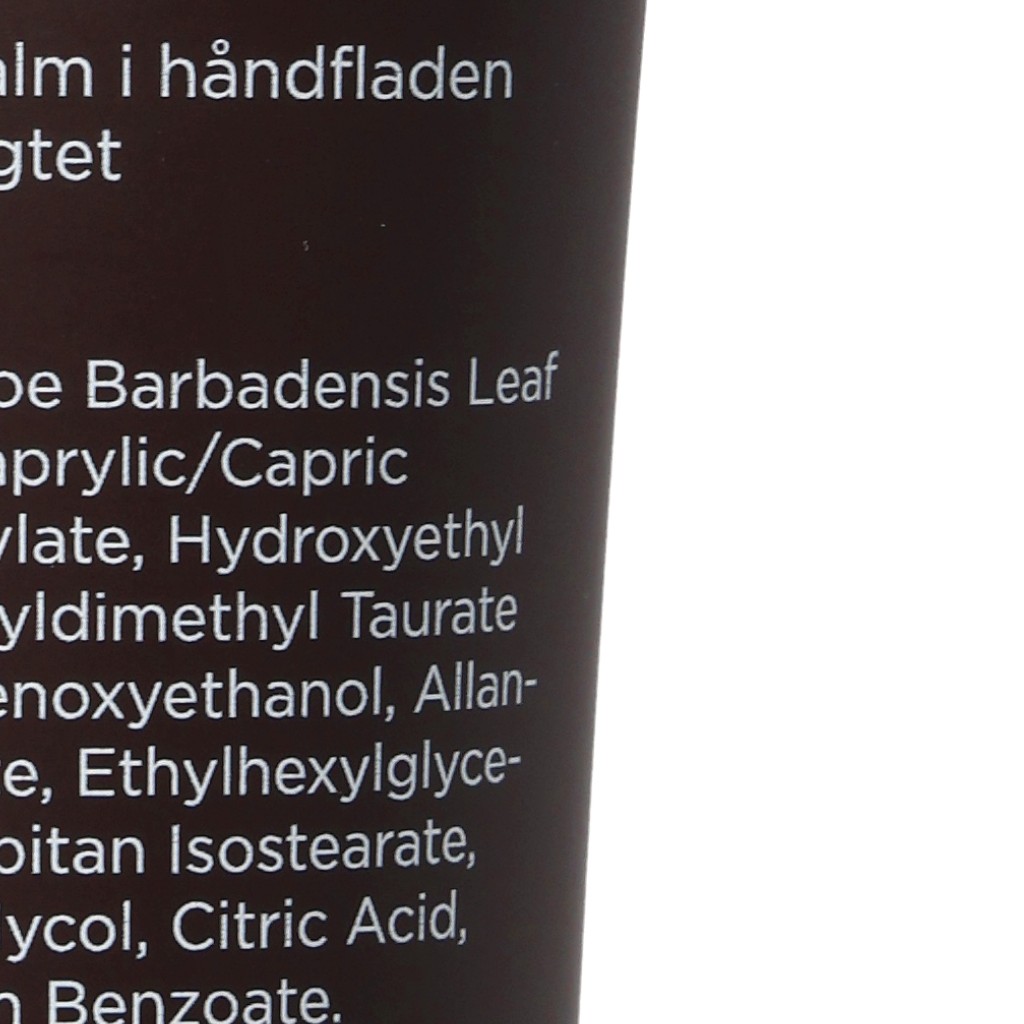 alm i håndfladen
gtet
oe Barbadensis Leaf
aprylic/Capric
ylate, Hydroxyethyl
yldimethyl Taurate
enoxyethanol, Allan-
e, Ethylhexylglyce-
bitan Isostearate,
lycol, Citric Acid,
n Benzoate.